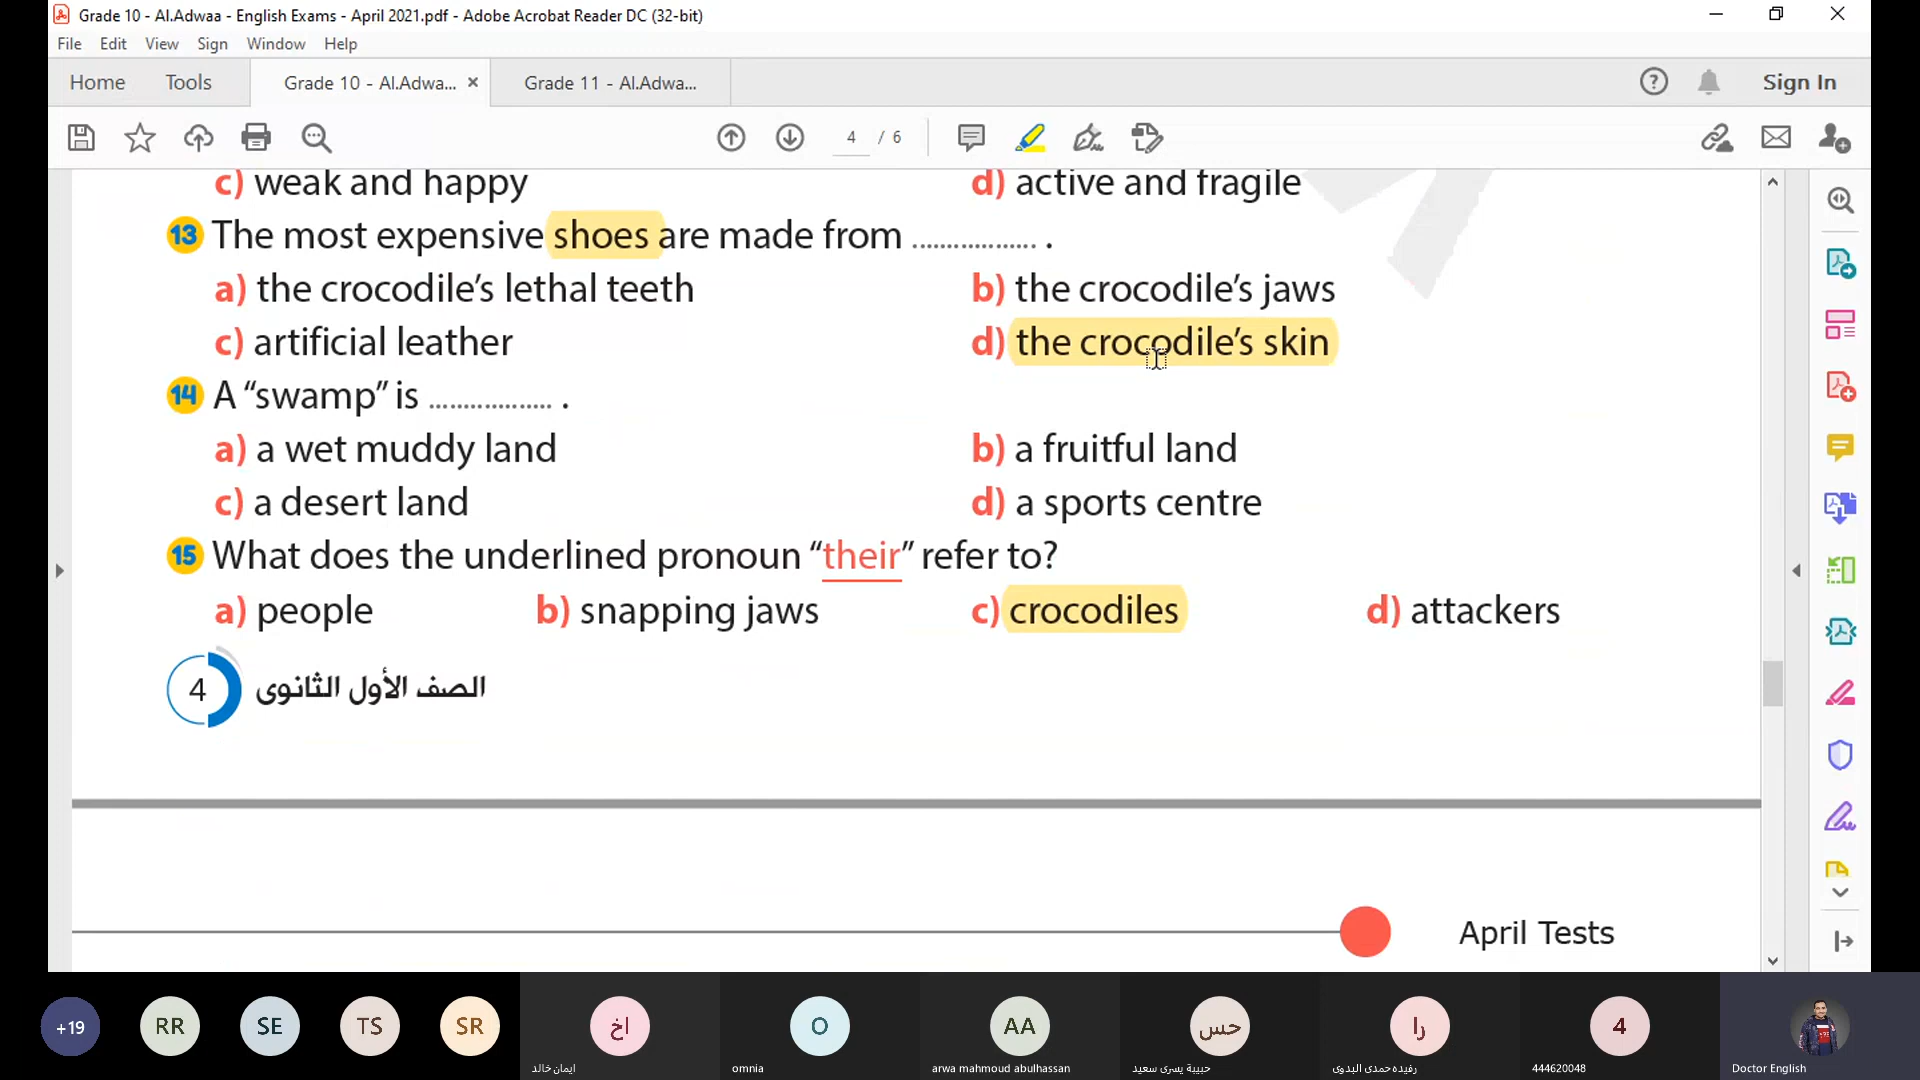 Grade 10 - Al.Adwaa - English Exams - April 2021.pdf - Adobe Acrobat Reader DC (32-bit)
File Edit View Sign Window Help
Home Tools Grade 10 - Al.Adwa... × Grade 11 - Al.Adwa... Sign In
4 / 6
c) weak and happy d) active and fragile
13 The most expensive shoes are made from .................. .
a) the crocodile's lethal teeth b) the crocodile's jaws
c) artificial leather d) the crocodile's skin
14 A “swamp” is .................. .
a) a wet muddy land b) a fruitful land
c) a desert land d) a sports centre
15 What does the underlined pronoun “their” refer to?
a) people b) snapping jaws c) crocodiles d) attackers
4 الصف الأول الثانوى
April Tests
+19 RR SE TS SR اخ O AA حس را 4
ايمان خالد omnia arwa mahmoud abulhassan حبيبة يسرى سعيد رفيده حمدى البدوى 444620048 Doctor English